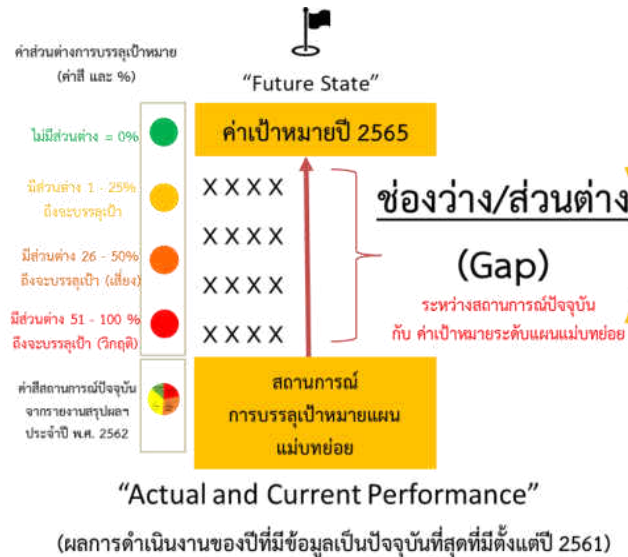 ค่าส่วนต่างการบรรลุเป้าหมาย
(ค่าสี และ %)
"Future State"
ค่าเป้าหมายปี 2565
ไม่มีส่วนต่าง = 0%
มีส่วนต่าง 1 - 25%
ถึงจะบรรลุเป้า
X X X X
ช่องว่าง/ส่วนต่าง
X X X X
(Gap)
มีส่วนต่าง 26 - 50%
ถึงจะบรรลุเป้า (เสี่ยง)
X X X X
ระหว่างสถานการณ์ปัจจุบัน
กับ ค่าเป้าหมายระดับแผนแม่บทย่อย
มีส่วนต่าง 51 - 100 %
ถึงจะบรรลุเป้า (วิกฤติ)
X X X X
ค่าสีสถานการณ์ปัจจุบัน
จากรายงานสรุปผลฯ
ประจำปี พ.ศ. 2562
สถานการณ์
การบรรลุเป้าหมายแผน
แม่บทย่อย
"Actual and Current Performance"
(ผลการดำเนินงานของปีที่มีข้อมูลเป็นปัจจุบันที่สุดที่มีตั้งแต่ปี 2561)